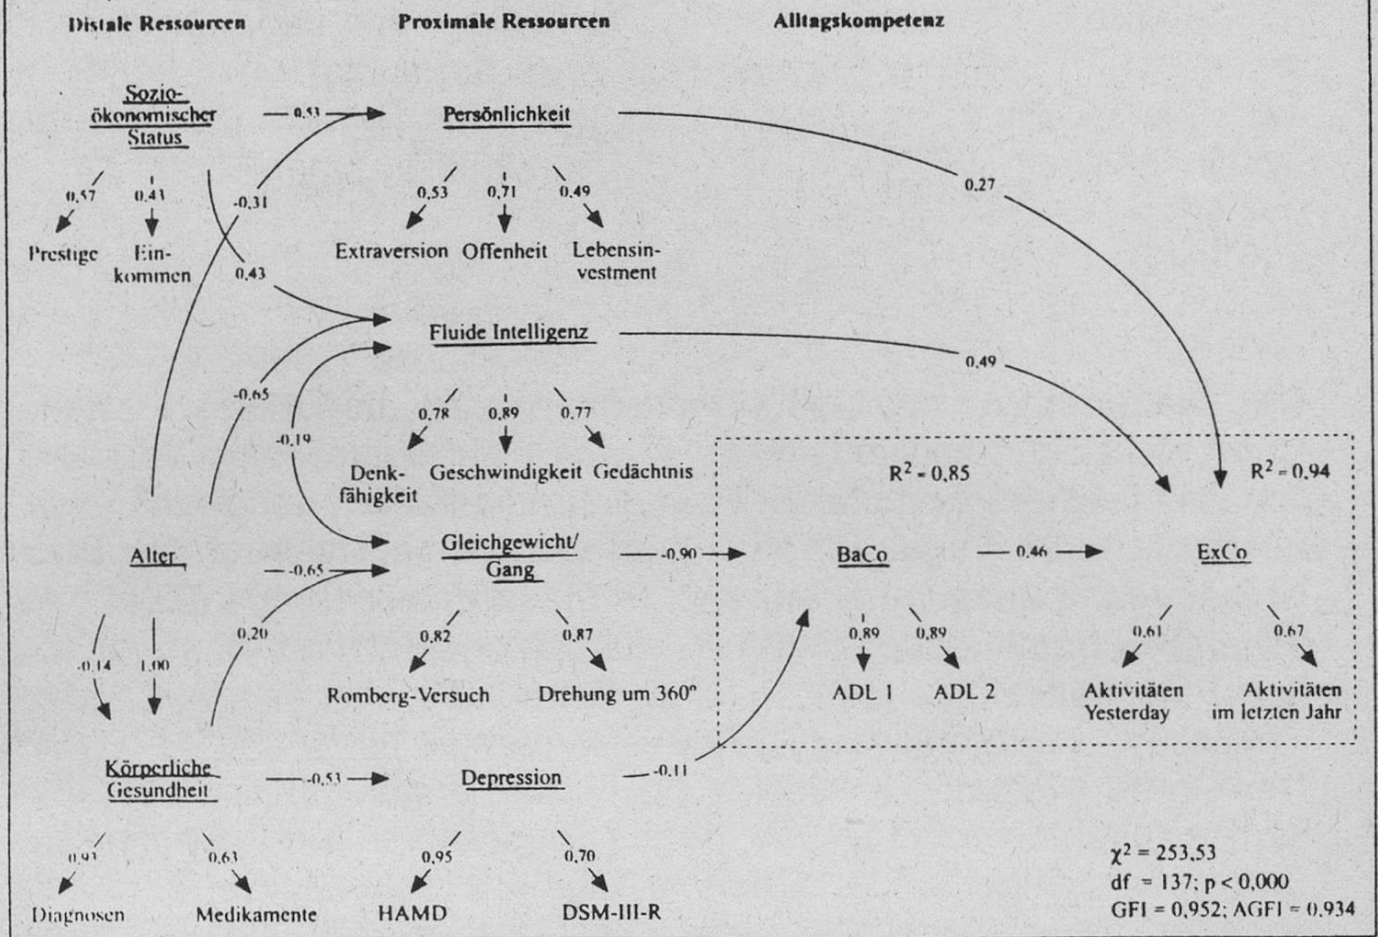 Distale Ressourcen
Proximale Ressourcen
Alltagskompetenz
Sozio-
ökonomischer
Status
0,53
Persönlichkeit
0,27
0,57
0,41
-0,31
0,53
0,71
0,49
Prestige
Ein-
kommen
0,43
Extraversion
Offenheit
Lebensin-
vestment
Fluide Intelligenz
0,49
-0,65
0,78
0,89
0,77
-0,19
Denk-
fähigkeit
Geschwindigkeit
Gedächtnis
R² = 0,85
R² = 0,94
Alter
-0,65
Gleichgewicht/
Gang
-0,90
BaCo
0,46
ExCo
-0,14
1,00
0,20
0,82
0,87
0,89
0,89
0,61
0,67
Romberg-Versuch
Drehung um 360°
ADL 1
ADL 2
Aktivitäten
Yesterday
Aktivitäten
im letzten Jahr
Körperliche
Gesundheit
-0,53
Depression
-0,11
0,63
0,95
0,70
Diagnosen
Medikamente
HAMD
DSM-III-R
χ² = 253,53
df = 137; p < 0,000
GFI = 0,952; AGFI = 0,934